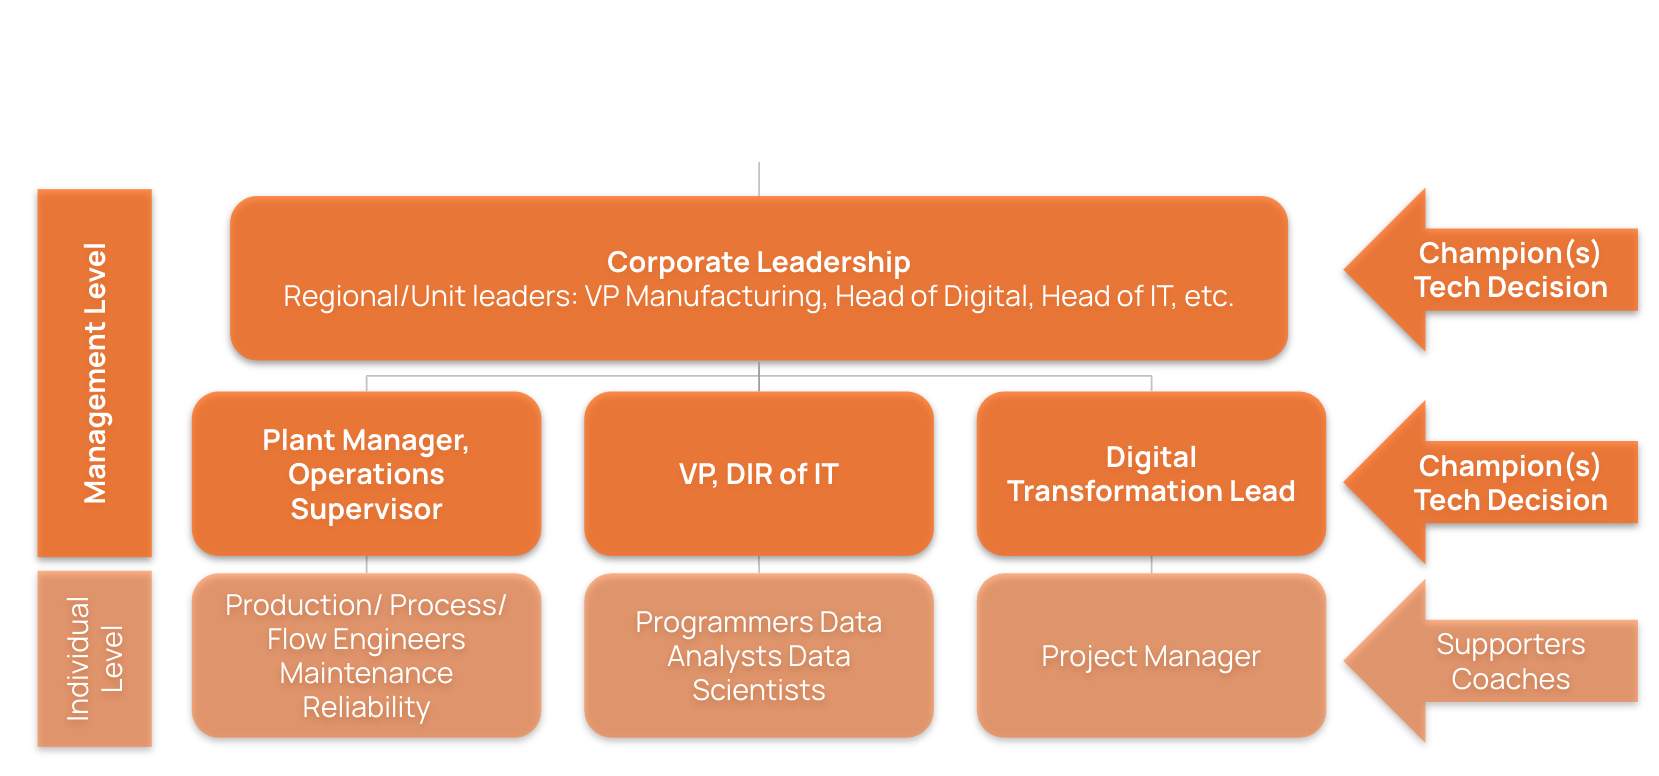 Management Level
Corporate Leadership
Regional/Unit leaders: VP Manufacturing, Head of Digital, Head of IT, etc.
Champion(s)
Tech Decision
Plant Manager,
Operations
Supervisor
VP, DIR of IT
Digital
Transformation Lead
Champion(s)
Tech Decision
Individual
Level
Production/ Process/
Flow Engineers
Maintenance
Reliability
Programmers Data
Analysts Data
Scientists
Project Manager
Supporters
Coaches